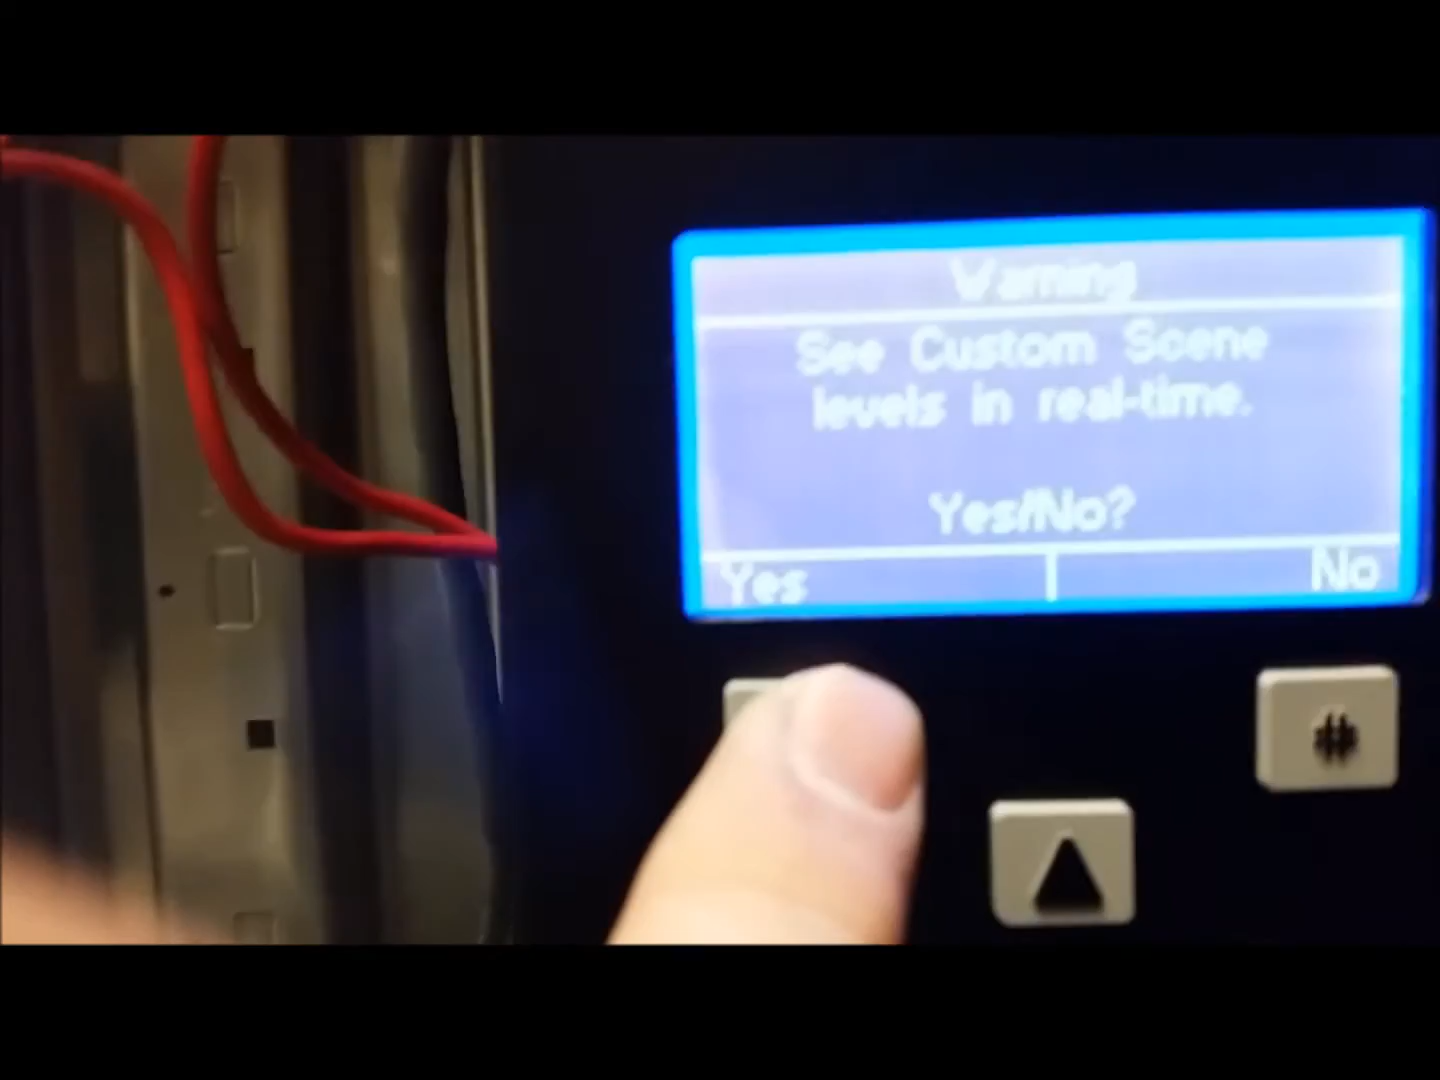 Warning
See Custom Scene
levels in real-time.
Yes/No?
Yes No
#